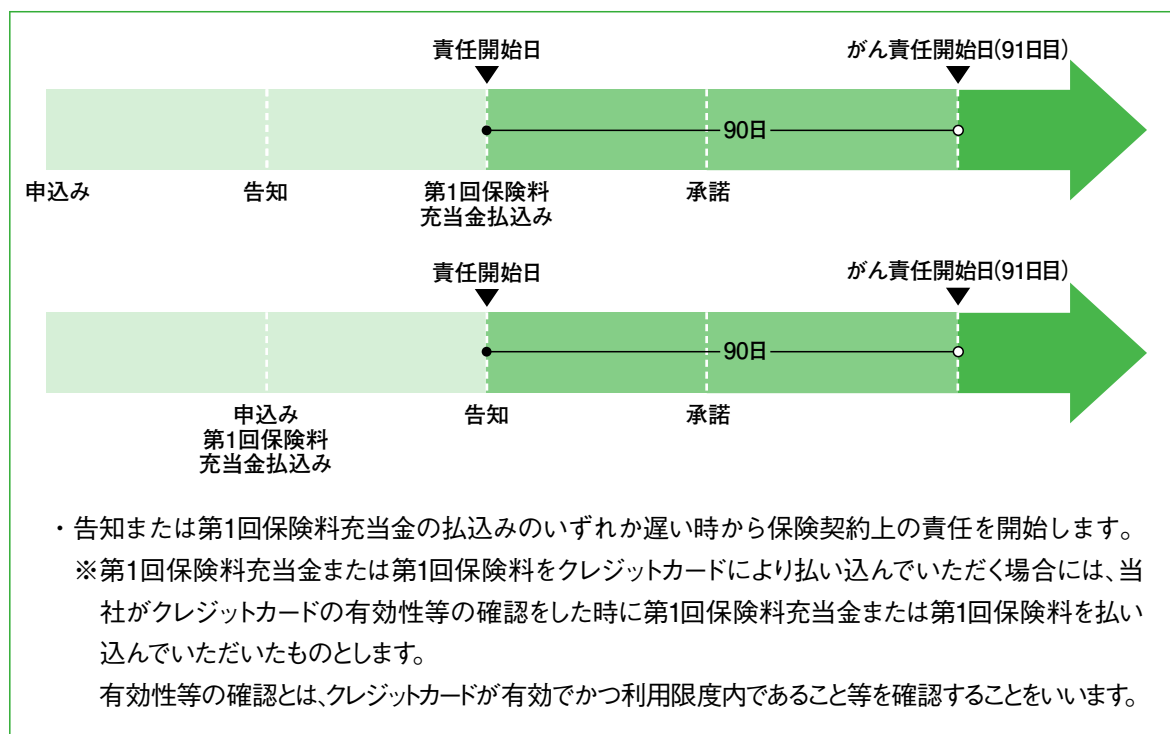 責任開始日
がん責任開始日(91日目)
90日
申込み
告知
第1回保険料
充当金払込み
承諾
責任開始日
がん責任開始日(91日目)
90日
申込み
第1回保険料
充当金払込み
告知
承諾
・告知または第1回保険料充当金の払込みのいずれか遅い時から保険契約上の責任を開始します。
※第1回保険料充当金または第1回保険料をクレジットカードにより払い込んでいただく場合には、当
社がクレジットカードの有効性等の確認をした時に第1回保険料充当金または第1回保険料を払い
込んでいただいたものとします。
有効性等の確認とは、クレジットカードが有効でかつ利用限度内であること等を確認することをいいます。